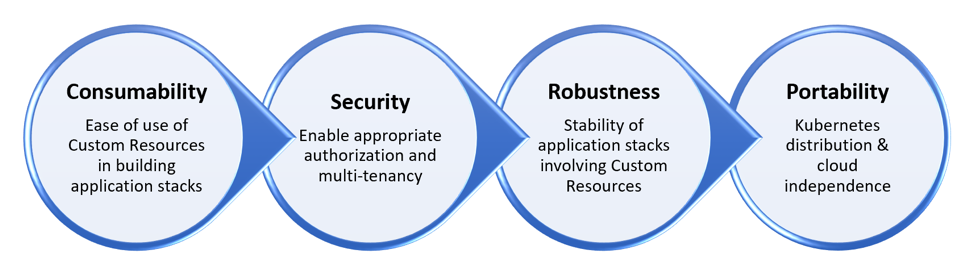 Consumability
Ease of use of
Custom Resources
in building
application stacks
Security
Enable appropriate
authorization and
multi-tenancy
Robustness
Stability of
application stacks
involving Custom
Resources
Portability
Kubernetes
distribution &
cloud
independence